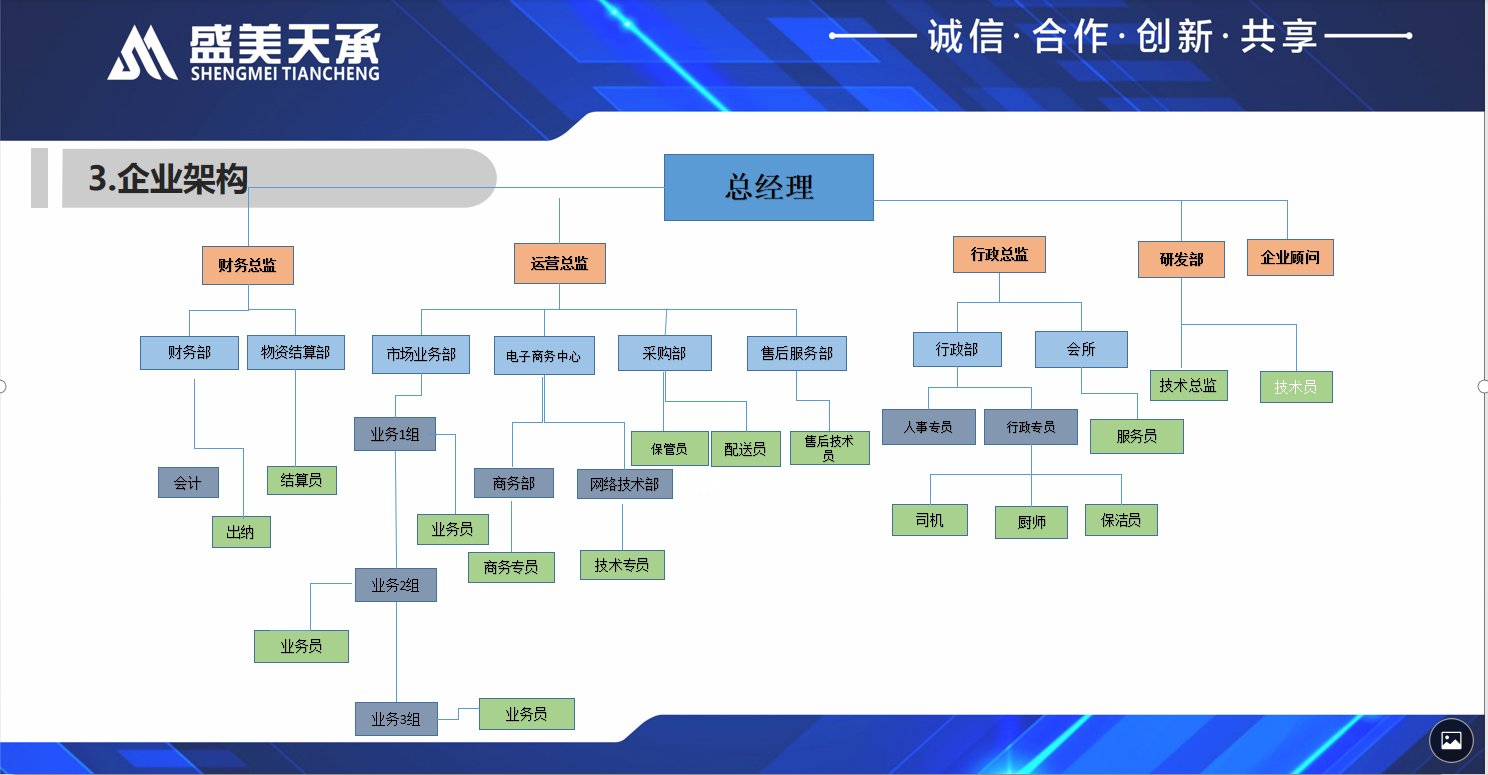 盛美天承
SHENGMEI TIANCHENG
诚信·合作·创新·共享
3.企业架构
总经理
财务总监
运营总监
行政总监
研发部
企业顾问
财务部
物资结算部
市场业务部
电子商务中心
采购部
售后服务部
行政部
会所
技术总监
技术员
业务1组
人事专员
行政专员
服务员
保管员
配送员
售后技术
员
会计
结算员
商务部
网络技术部
出纳
业务员
司机
厨师
保洁员
商务专员
技术专员
业务2组
业务员
业务3组
业务员